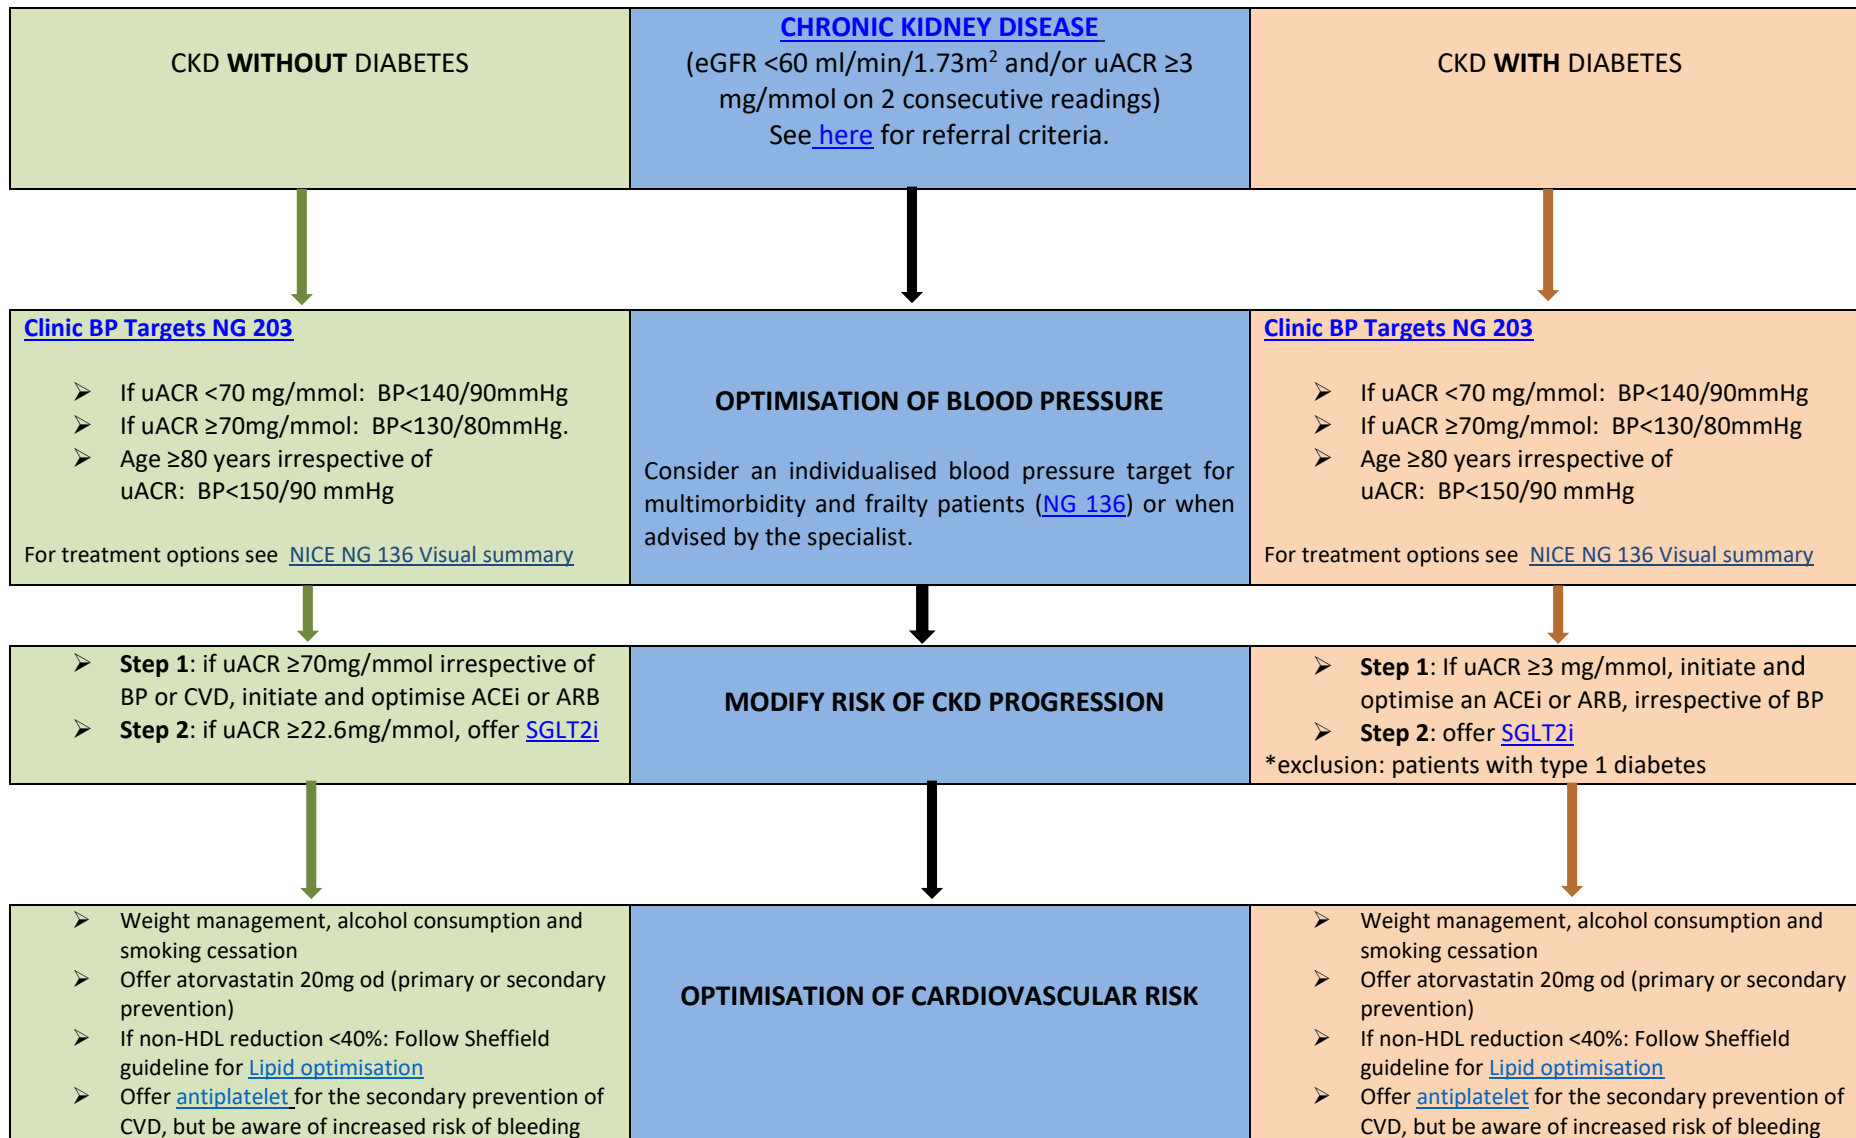 CKD WITHOUT DIABETES
CHRONIC KIDNEY DISEASE
(eGFR <60 ml/min/1.73m² and/or uACR ≥3
mg/mmol on 2 consecutive readings)
See here for referral criteria.
CKD WITH DIABETES
Clinic BP Targets NG 203
➢ If uACR <70 mg/mmol: BP<140/90mmHg
➢ If uACR ≥70mg/mmol: BP<130/80mmHg.
➢ Age ≥80 years irrespective of
uACR: BP<150/90 mmHg
For treatment options see NICE NG 136 Visual summary
OPTIMISATION OF BLOOD PRESSURE
Consider an individualised blood pressure target for
multimorbidity and frailty patients (NG 136) or when
advised by the specialist.
Clinic BP Targets NG 203
➢ If uACR <70 mg/mmol: BP<140/90mmHg
➢ If uACR ≥70mg/mmol: BP<130/80mmHg
➢ Age ≥80 years irrespective of
uACR: BP<150/90 mmHg
For treatment options see NICE NG 136 Visual summary
➢ Step 1: if uACR ≥70mg/mmol irrespective of
BP or CVD, initiate and optimise ACEi or ARB
➢ Step 2: if uACR ≥22.6mg/mmol, offer SGLT2i
MODIFY RISK OF CKD PROGRESSION
➢ Step 1: If uACR ≥3 mg/mmol, initiate and
optimise an ACEi or ARB, irrespective of BP
➢ Step 2: offer SGLT2i
*exclusion: patients with type 1 diabetes
➢ Weight management, alcohol consumption and
smoking cessation
➢ Offer atorvastatin 20mg od (primary or secondary
prevention)
➢ If non-HDL reduction <40%: Follow Sheffield
guideline for Lipid optimisation
➢ Offer antiplatelet for the secondary prevention of
CVD, but be aware of increased risk of bleeding
OPTIMISATION OF CARDIOVASCULAR RISK
➢ Weight management, alcohol consumption and
smoking cessation
➢ Offer atorvastatin 20mg od (primary or secondary
prevention)
➢ If non-HDL reduction <40%: Follow Sheffield
guideline for Lipid optimisation
➢ Offer antiplatelet for the secondary prevention of
CVD, but be aware of increased risk of bleeding